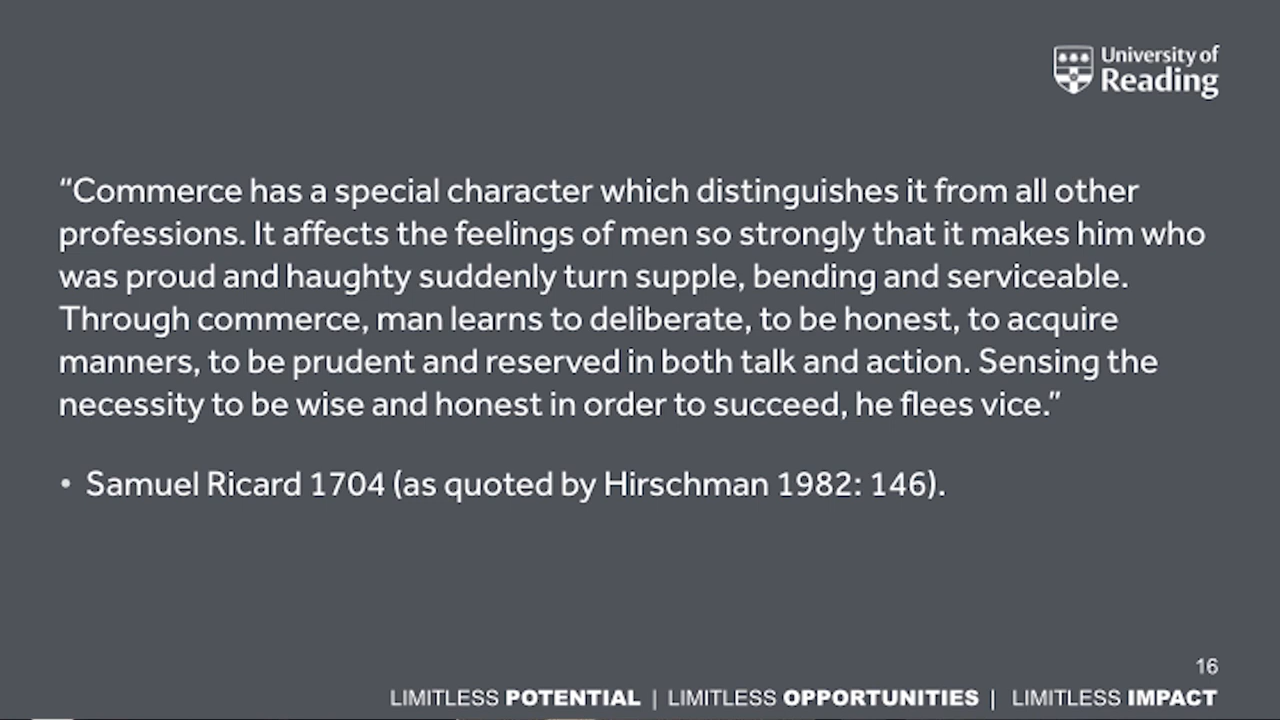 University of
Reading
“Commerce has a special character which distinguishes it from all other
professions. It affects the feelings of men so strongly that it makes him who
was proud and haughty suddenly turn supple, bending and serviceable.
Through commerce, man learns to deliberate, to be honest, to acquire
manners, to be prudent and reserved in both talk and action. Sensing the
necessity to be wise and honest in order to succeed, he flees vice.”
• Samuel Ricard 1704 (as quoted by Hirschman 1982: 146).
16
LIMITLESS POTENTIAL | LIMITLESS OPPORTUNITIES | LIMITLESS IMPACT